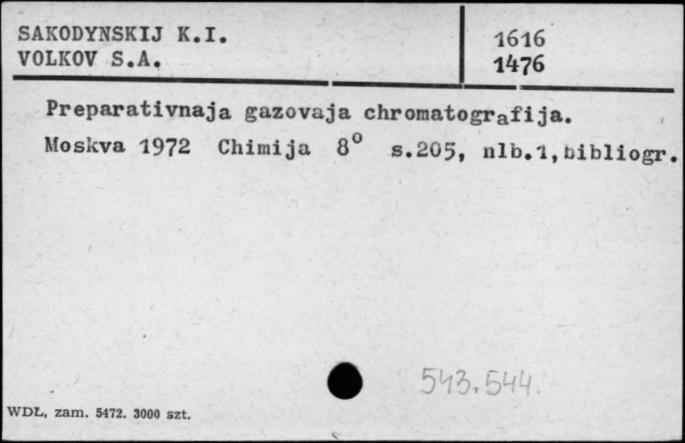 SAKODYNSKIJ K.I.
VOLKOV S.A.
1616
1476
Preparativnaja gazovaja chromatografija.
Moskva 1972 Chimija 8° s.205, nlb.1, bibliogr.
543.544.
WDŁ, zam. 5472. 3000 szt.